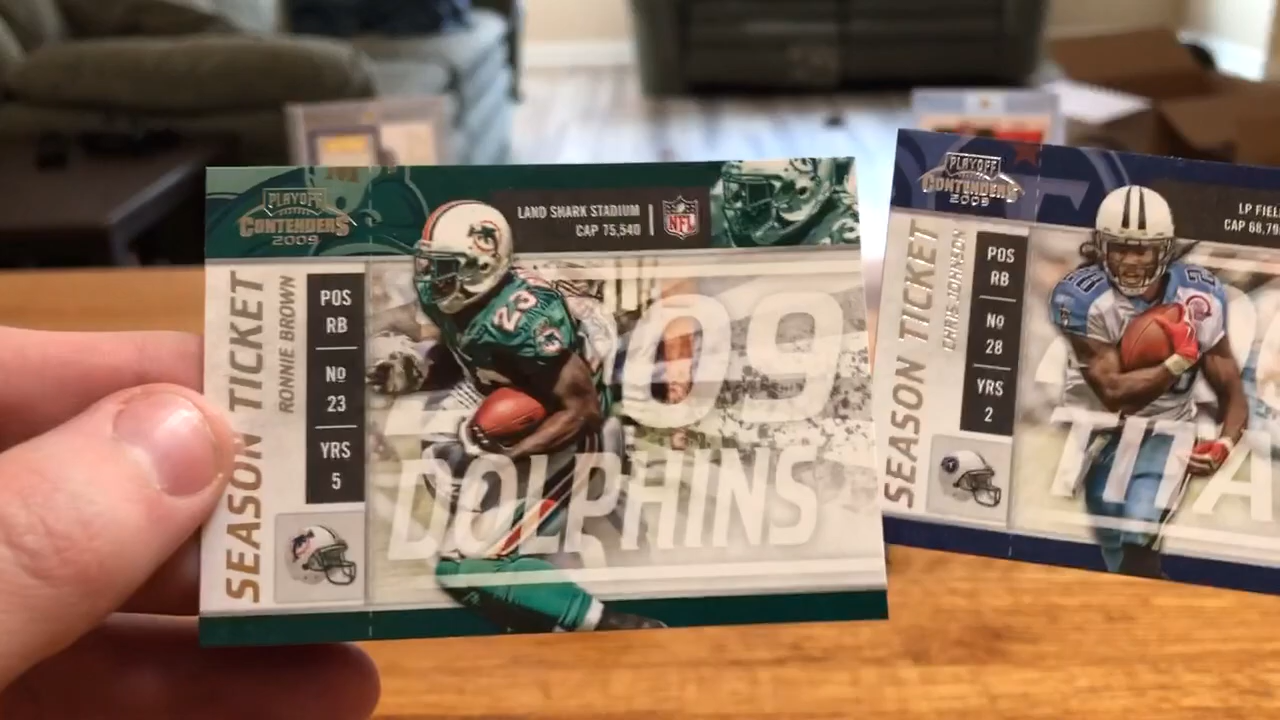 PLAYOFF
CONTENDERS
2009
LAND SHARK STADIUM
CAP 75,540
NFL
SEASON TICKET
RONNIE BROWN
POS
RB
No
23
YRS
5
23
09
DOLPHINS
PLAYOFF
CONTENDERS
2009
LP FIEL
CAP 68,79
SEASON TICKET
CHRIS JOHNSON
POS
RB
No
28
YRS
2
TITA